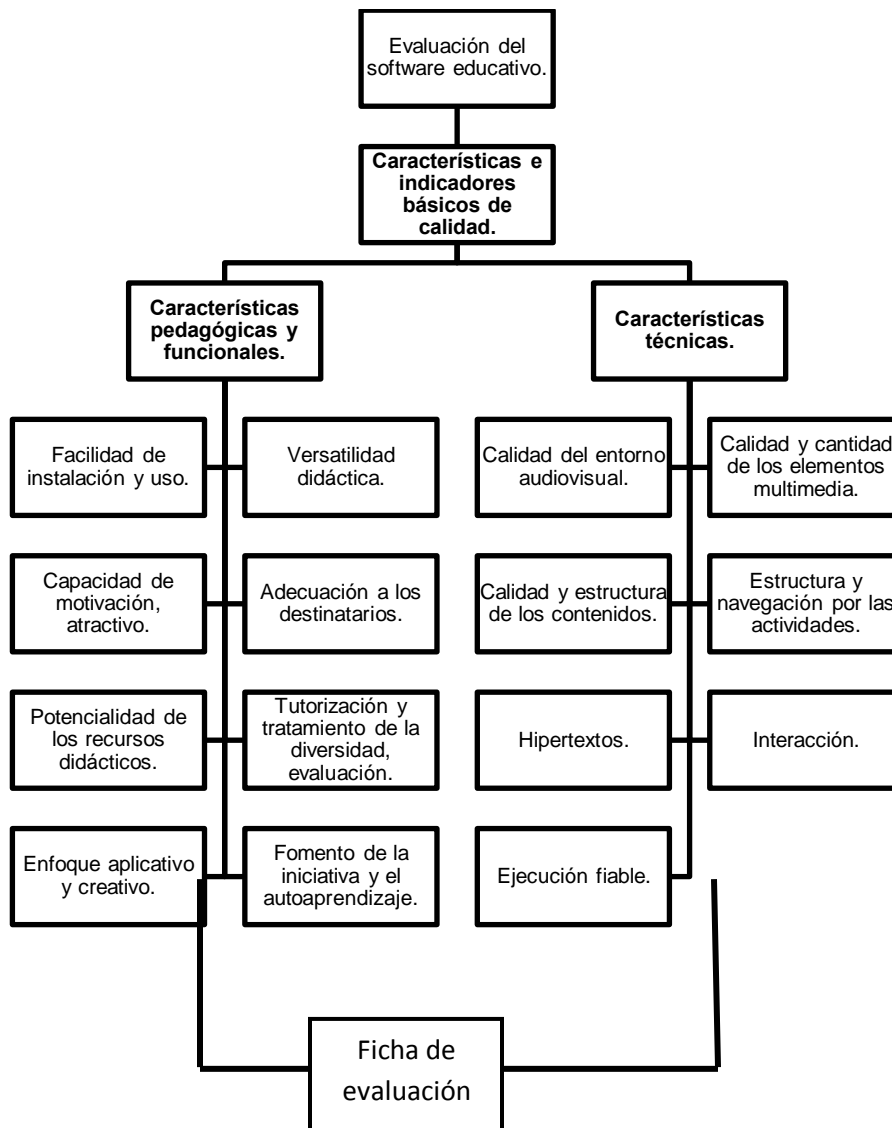 Evaluación del
software educativo.
Característícas e
indicadores
básicos de
calidad.
Característícas
pedagógicas y
funcionales.
Característícas
técnicas.
Facilidad de
instalación y uso.
Versatilidad
didáctica.
Calidad del entorno
audiovisual.
Calidad y cantidad
de los elementos
multimedia.
Capacidad de
motivación,
atractivo.
Adecuación a los
destinatarios.
Calidad y estructura
de los contenidos.
Estructura y
navegación por las
actividades.
Potencialidad de
los recursos
didácticos.
Tutorización y
tratamiento de la
diversidad,
evaluación.
Hipertextos.
Interacción.
Enfoque aplicativo
y creativo.
Fomento de la
iniciativa y el
autoaprendizaje.
Ejecución fiable.
Ficha de
evaluación